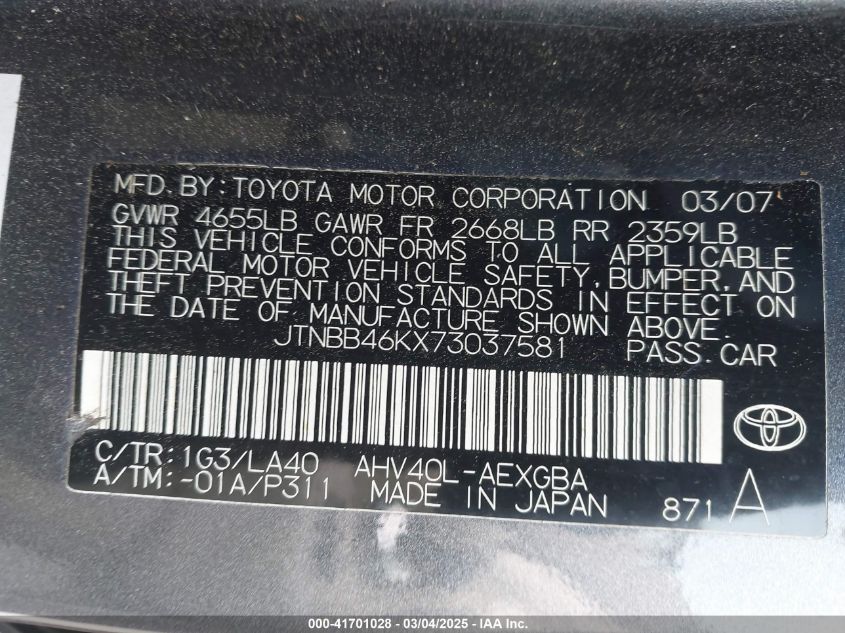 MFD. BY: TOYOTA MOTOR CORPORATION 03/07
GVWR 4655LB GAWR FR 2668LB RR 2359LB
THIS VEHICLE CONFORMS TO ALL APPLICABLE
FEDERAL MOTOR VEHICLE SAFETY, BUMPER, AND
THEFT PREVENTION STANDARDS IN EFFECT ON
THE DATE OF MANUFACTURE SHOWN ABOVE.
JTNBB46KX73037581 PASS. CAR
C/TR: 1G3/LA40 AHV40L-AEXGBA
A/TM: -01A/P311 MADE IN JAPAN 871 A
000-41701028 - 03/04/2025 - IAA Inc.